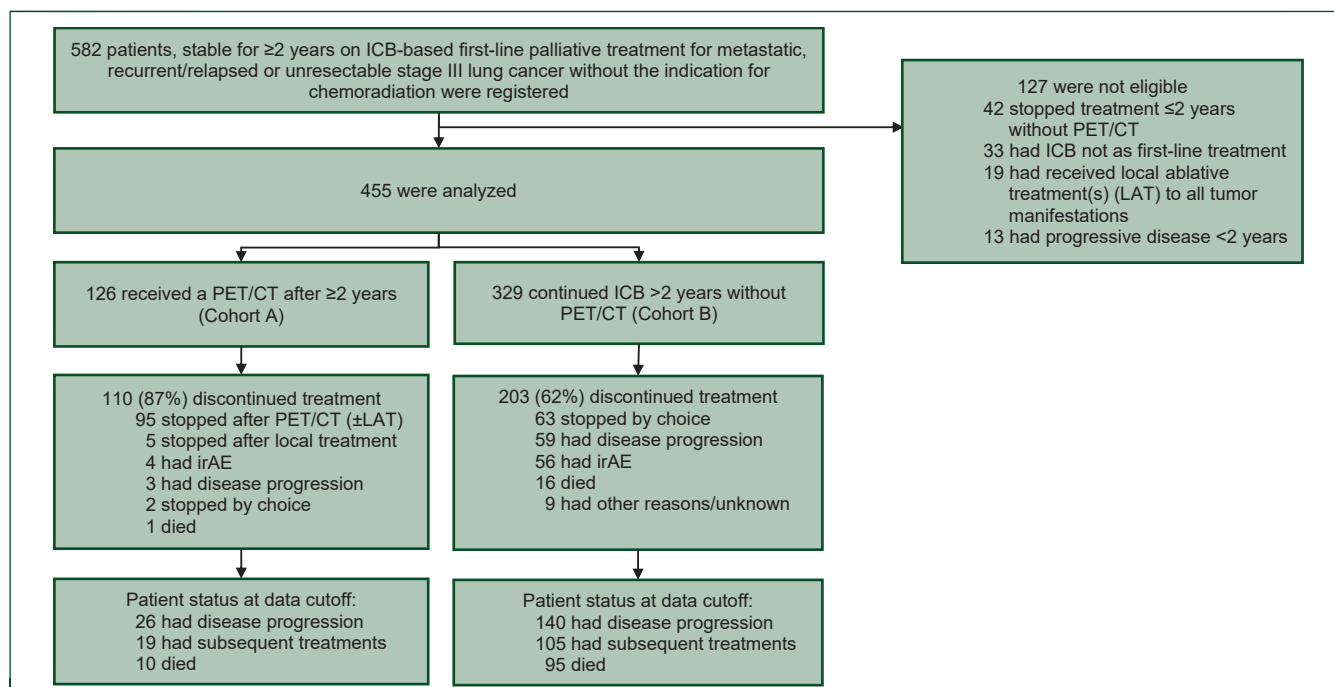 582 patients, stable for ≥2 years on ICB-based first-line palliative treatment for metastatic,
recurrent/relapsed or unresectable stage III lung cancer without the indication for
chemoradiation were registered
127 were not eligible
42 stopped treatment ≤2 years
without PET/CT
33 had ICB not as first-line treatment
19 had received local ablative
treatment(s) (LAT) to all tumor
manifestations
13 had progressive disease <2 years
455 were analyzed
126 received a PET/CT after ≥2 years
(Cohort A)
329 continued ICB >2 years without
PET/CT (Cohort B)
110 (87%) discontinued treatment
95 stopped after PET/CT (±LAT)
5 stopped after local treatment
4 had irAE
3 had disease progression
2 stopped by choice
1 died
203 (62%) discontinued treatment
63 stopped by choice
59 had disease progression
56 had irAE
16 died
9 had other reasons/unknown
Patient status at data cutoff:
26 had disease progression
19 had subsequent treatments
10 died
Patient status at data cutoff:
140 had disease progression
105 had subsequent treatments
95 died